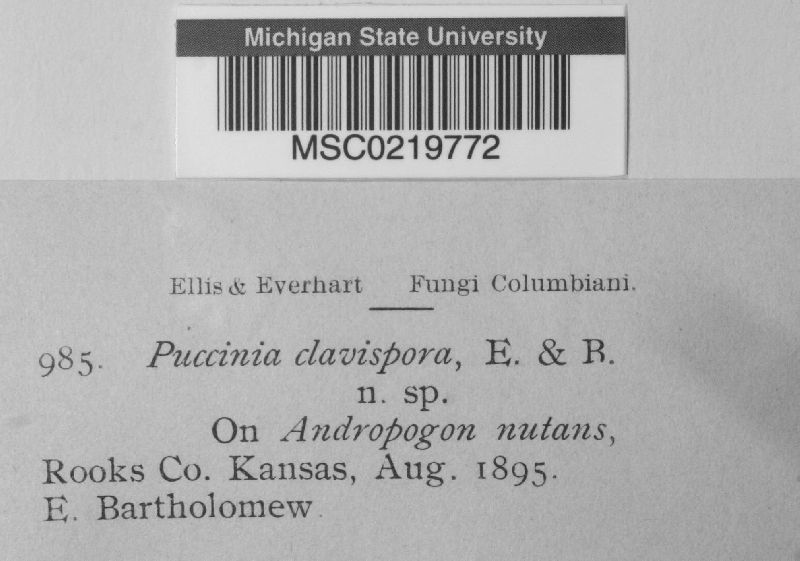 Michigan State University
MSC0219772
Ellis & Everhart Fungi Columbiani.
985. Puccinia clavispora, E. & B.
n. sp.
On Andropogon nutans,
Rooks Co. Kansas, Aug. 1895.
E. Bartholomew.